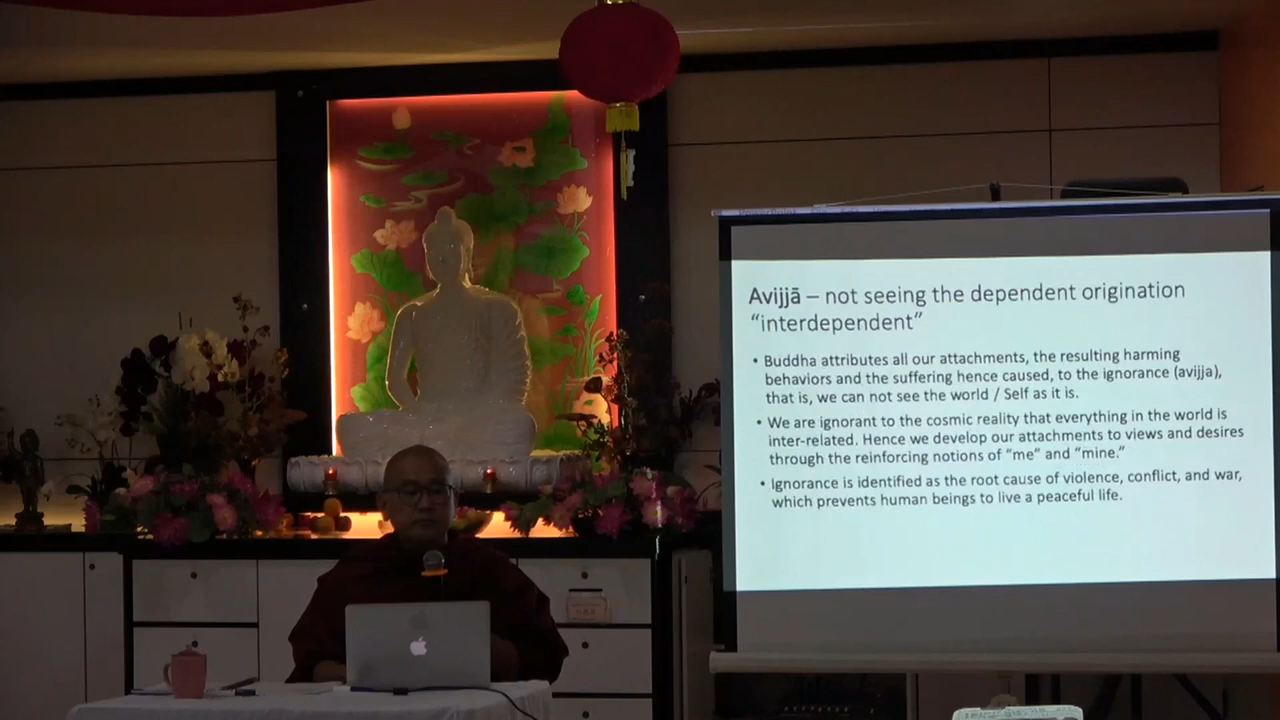 Avijjā – not seeing the dependent origination
“interdependent”
• Buddha attributes all our attachments, the resulting harming
behaviors and the suffering hence caused, to the ignorance (avijja),
that is, we can not see the world / Self as it is.
• We are ignorant to the cosmic reality that everything in the world is
inter-related. Hence we develop our attachments to views and desires
through the reinforcing notions of “me” and “mine.”
• Ignorance is identified as the root cause of violence, conflict, and war,
which prevents human beings to live a peaceful life.